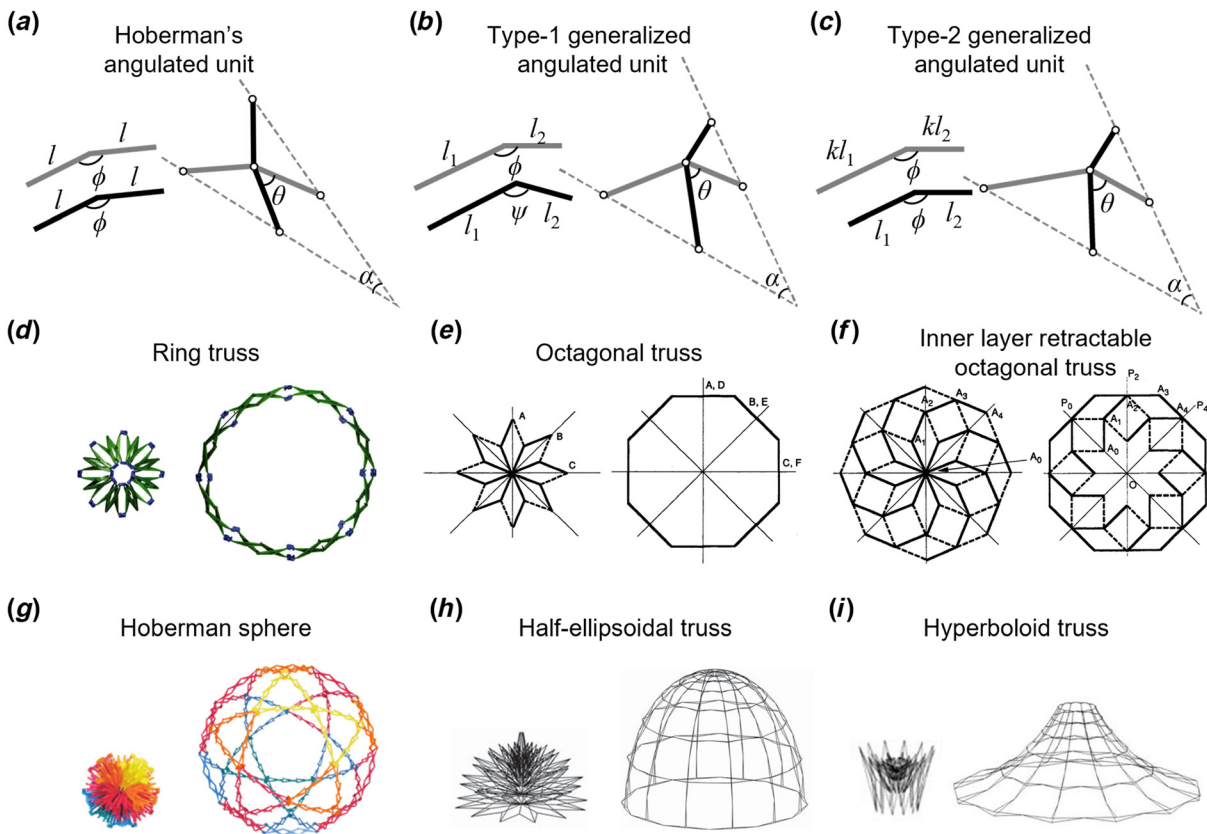 (a)
Hoberman's
angulated unit
l
l
ϕ
l
l
ϕ
θ
α
(b)
Type-1 generalized
angulated unit
l₁
l₂
ϕ
l₁
ψ
l₂
θ
α
(c)
Type-2 generalized
angulated unit
kl₁
kl₂
ϕ
l₁
ϕ
l₂
θ
α
(d)
Ring truss
(e)
Octagonal truss
A
B
C
A, D
B, E
C, F
(f)
Inner layer retractable
octagonal truss
A₂
A₃
A₄
A₁
A₀
P₂
P₀
A₃
A₂
A₄
P₄
A₁
A₀
O
(g)
Hoberman sphere
(h)
Half-ellipsoidal truss
(i)
Hyperboloid truss